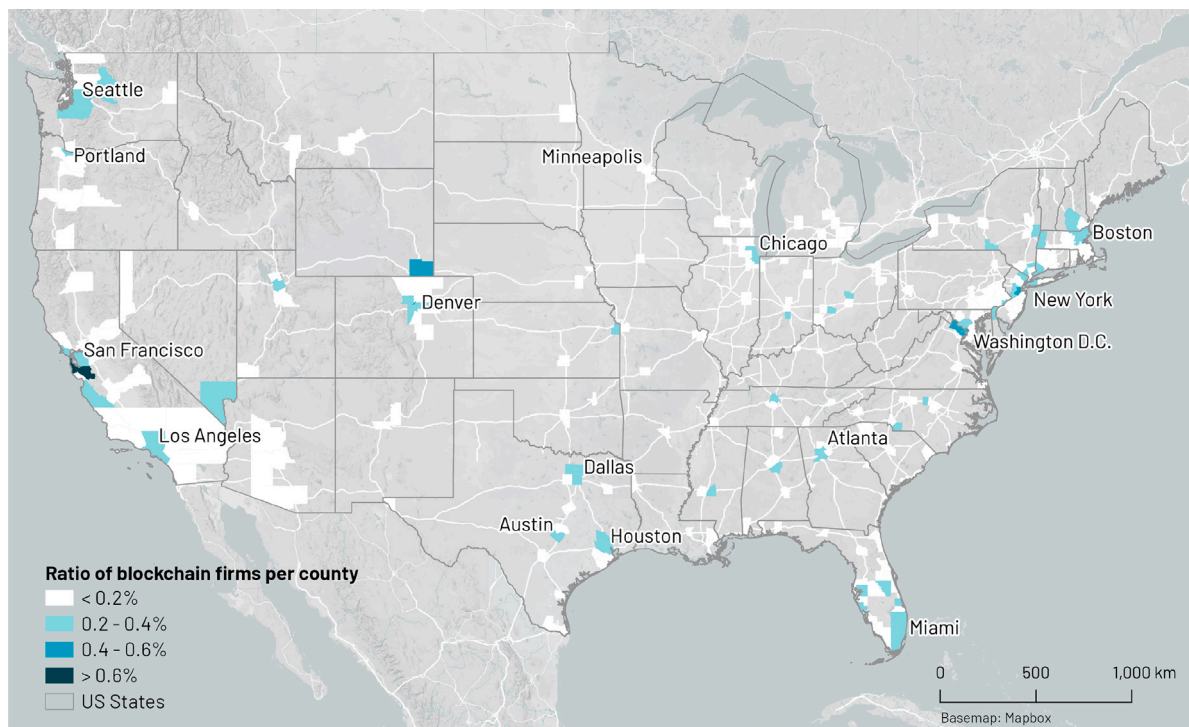 Seattle
Portland
Minneapolis
Boston
Chicago
Denver
New York
Washington D.C.
San Francisco
Los Angeles
Atlanta
Dallas
Austin
Houston
Miami
Ratio of blockchain firms per county
< 0.2%
0.2 - 0.4%
0.4 - 0.6%
> 0.6%
US States
0 500 1,000 km
Basemap: Mapbox